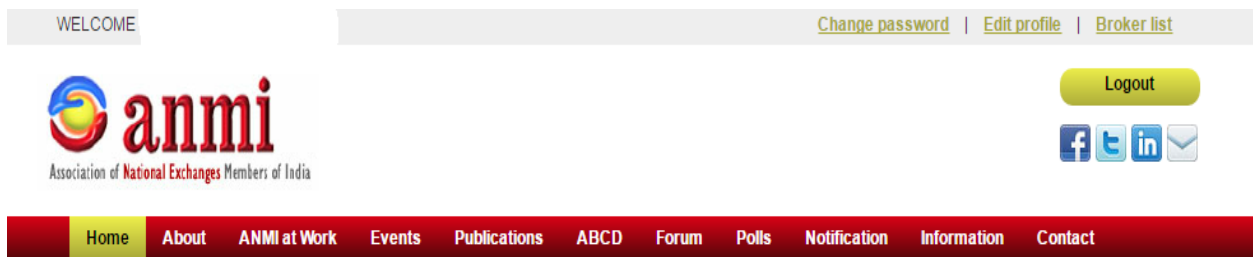 WELCOME
Change password | Edit profile | Broker list
anmi
Association of National Exchanges Members of India
Logout
Home About ANMI at Work Events Publications ABCD Forum Polls Notification Information Contact